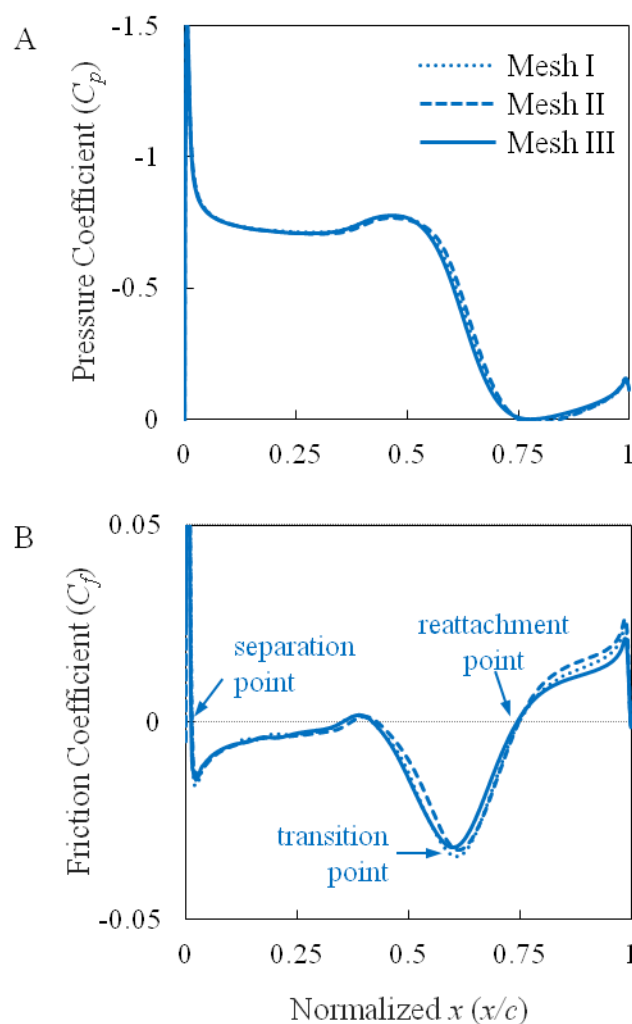 A
Pressure Coefficient (Cp)
-1.5
-1
-0.5
0
Mesh I
Mesh II
Mesh III
0
0.25
0.5
0.75
1
B
Friction Coefficient (Cf)
0.05
0
-0.05
separation
point
reattachment
point
transition
point
0
0.25
0.5
0.75
1
Normalized x (x/c)